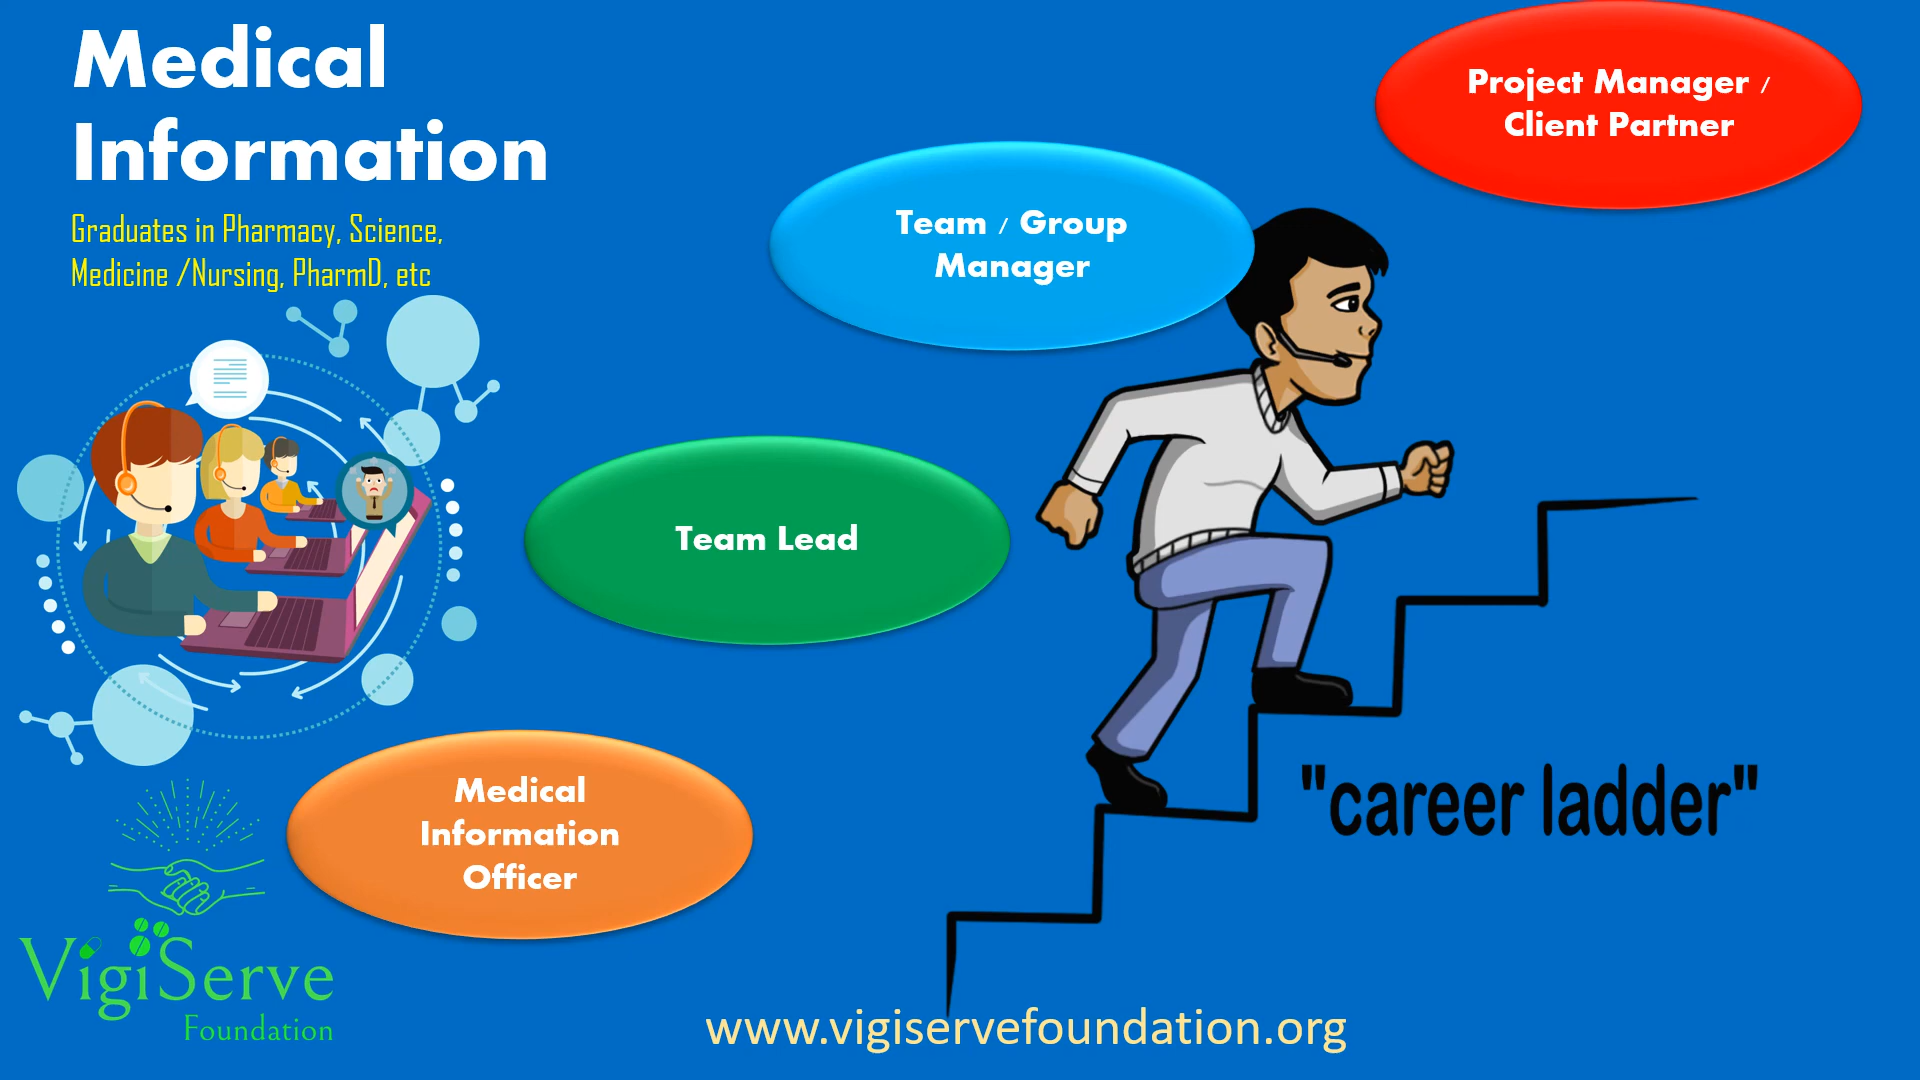 Medical
Information
Graduates in Pharmacy, Science,
Medicine /Nursing, PharmD, etc
Project Manager /
Client Partner
Team / Group
Manager
Team Lead
Medical
Information
Officer
"career ladder"
VigiServe
Foundation
www.vigiservefoundation.org